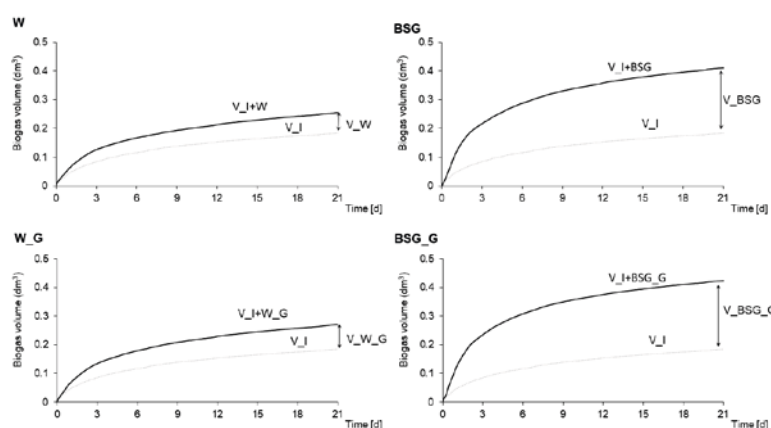 W
Biogas volume (dm³)
0.5
0.4
0.3
0.2
0.1
0
V_I+W
V_I
V_W
0 3 6 9 12 15 18 21
Time [d]
BSG
Biogas volume (dm³)
0.5
0.4
0.3
0.2
0.1
0
V_I+BSG
V_BSG
V_I
0 3 6 9 12 15 18 21
Time [d]
W_G
Biogas volume (dm³)
0.5
0.4
0.3
0.2
0.1
0
V_I+W_G
V_I
V_W_G
0 3 6 9 12 15 18 21
Time [d]
BSG_G
Biogas volume (dm³)
0.5
0.4
0.3
0.2
0.1
0
V_I+BSG_G
V_BSG_G
V_I
0 3 6 9 12 15 18 21
Time [d]